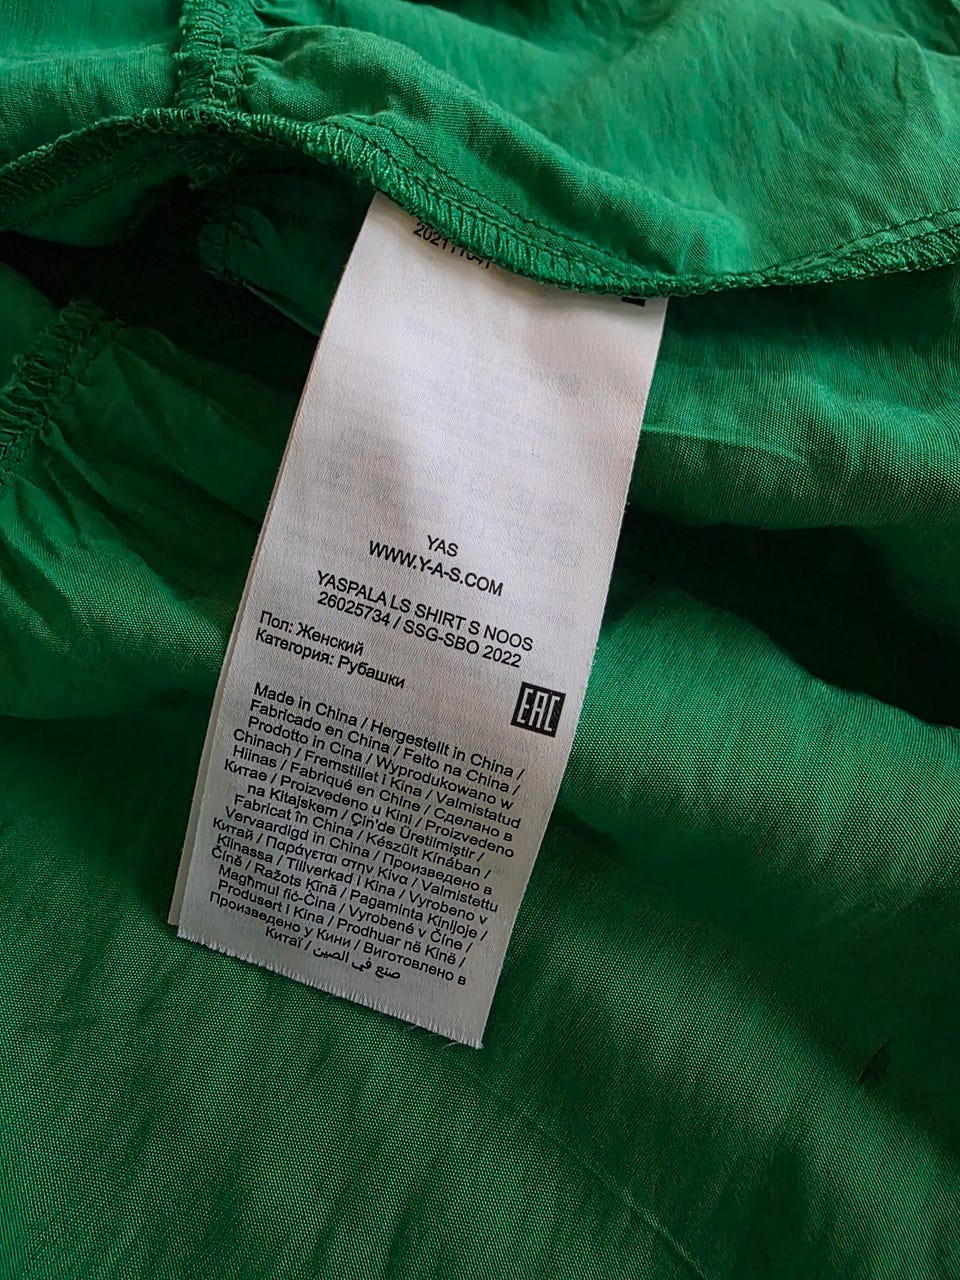 YAS
WWW.Y-A-S.COM
YASPALA LS SHIRT S NOOS
26025734 / SSG-SBO 2022
Пол: Женский
Категория: Рубашки
EAC
Made in China / Hergestellt in China /
Fabricado en China / Feito na China /
Prodotto in Cina / Wyprodukowano w
Chinach / Fremstillet i Kina / Valmistatud
Hiinas / Fabriqué en Chine / Сделано в
Китае / Proizvedeno u Kini / Proizvedeno
na Kitajskem / Çin'de Üretilmiştir /
Fabricat în China / Készült Kínában /
Vervaardigd in China / Произведено в
Китай / Παράγεται στην Κίνα / Valmistettu
Kiinassa / Tillverkad i Kina / Vyrobeno v
Číně / Ražots Ķīnā / Pagaminta Kinijoje /
Magħmul fiċ-Ċina / Vyrobené v Číne /
Produsert i Kina / Prodhuar në Kinë /
Произведено у Кини / Виготовлено в
Китаї / صنع في الصين